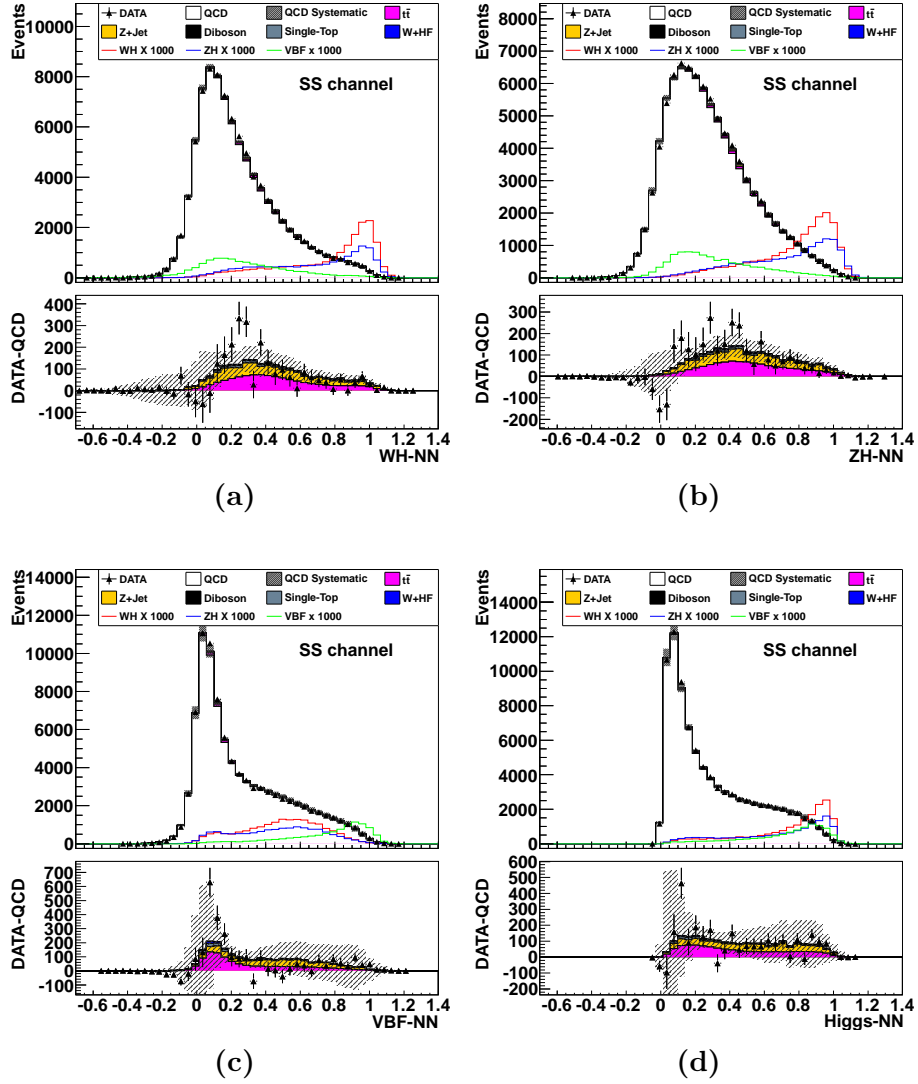 Events
DATA QCD QCD Systematic tt̄
Z+Jet Diboson Single-Top W+HF
WH X 1000 ZH X 1000 VBF x 1000
SS channel
10000
8000
6000
4000
2000
0
DATA-QCD
400
300
200
100
0
-100
-0.6 -0.4 -0.2 0 0.2 0.4 0.6 0.8 1 1.2 1.4
WH-NN
(a)
Events
DATA QCD QCD Systematic tt̄
Z+Jet Diboson Single-Top W+HF
WH X 1000 ZH X 1000 VBF x 1000
SS channel
8000
7000
6000
5000
4000
3000
2000
1000
0
DATA-QCD
300
200
100
0
-100
-200
-0.6 -0.4 -0.2 0 0.2 0.4 0.6 0.8 1 1.2 1.4
ZH-NN
(b)
Events
DATA QCD QCD Systematic tt̄
Z+Jet Diboson Single-Top W+HF
WH X 1000 ZH X 1000 VBF x 1000
SS channel
14000
12000
10000
8000
6000
4000
2000
0
DATA-QCD
700
600
500
400
300
200
100
0
-100
-0.6 -0.4 -0.2 0 0.2 0.4 0.6 0.8 1 1.2 1.4
VBF-NN
(c)
Events
DATA QCD QCD Systematic tt̄
Z+Jet Diboson Single-Top W+HF
WH X 1000 ZH X 1000 VBF x 1000
SS channel
14000
12000
10000
8000
6000
4000
2000
0
DATA-QCD
600
500
400
300
200
100
0
-100
-200
-0.6 -0.4 -0.2 0 0.2 0.4 0.6 0.8 1 1.2 1.4
Higgs-NN
(d)